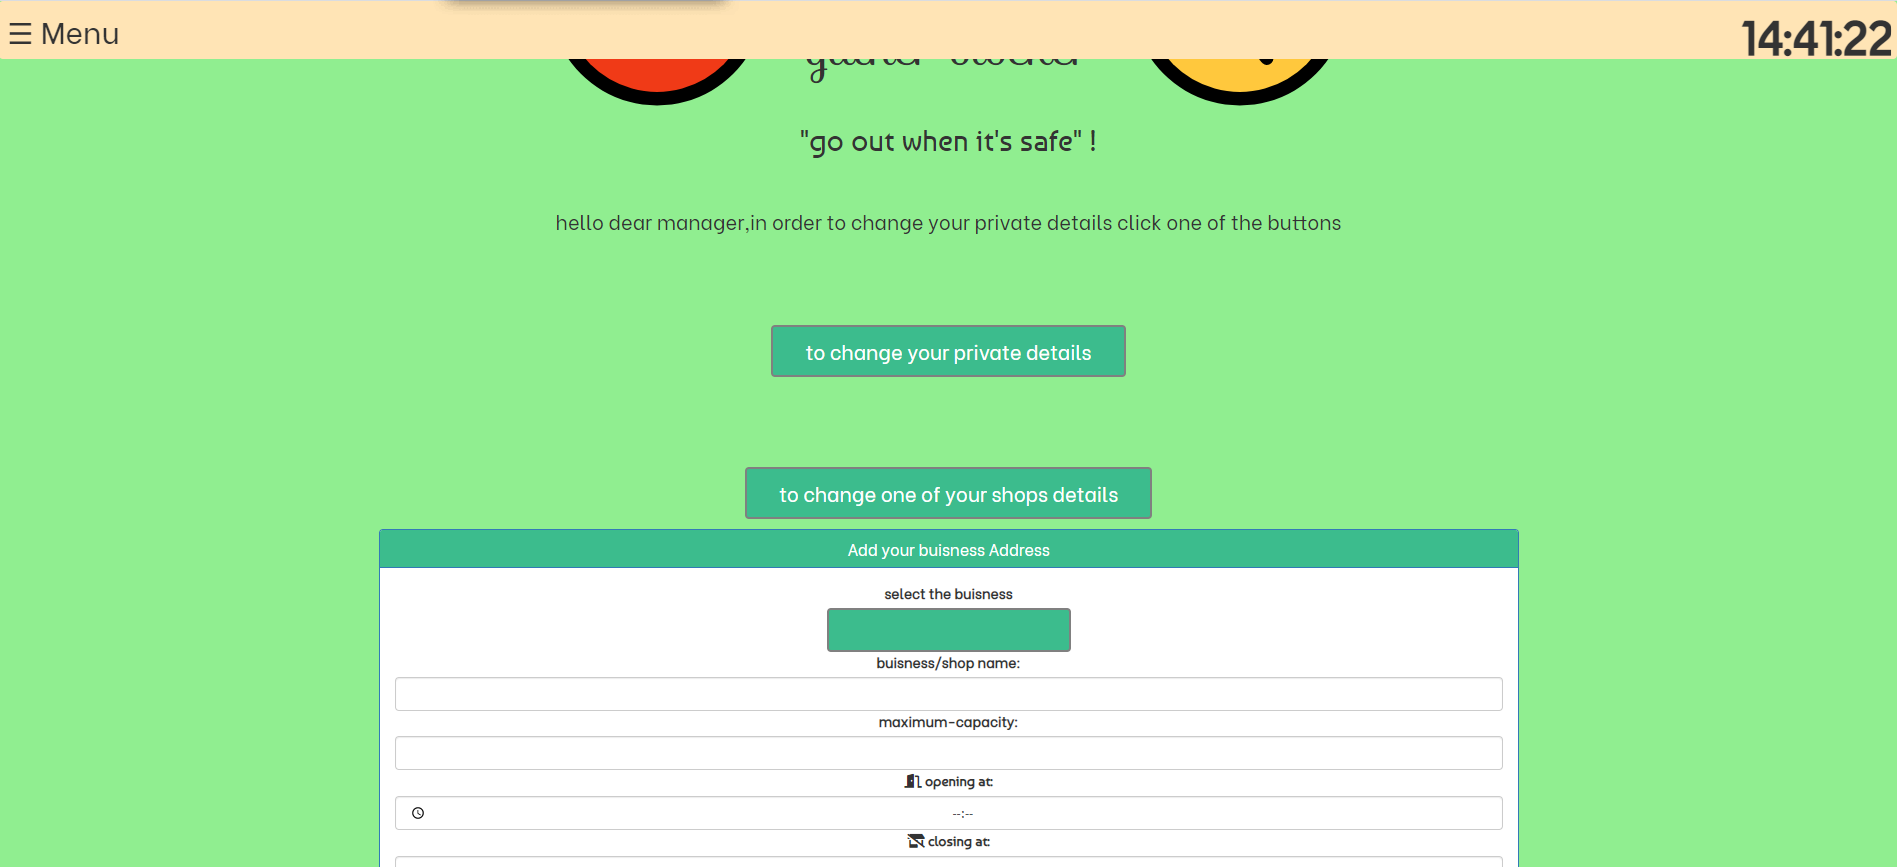 ☰ Menu
14:41:22
"go out when it's safe" !
hello dear manager,in order to change your private details click one of the buttons
to change your private details
to change one of your shops details
Add your buisness Address
select the buisness
buisness/shop name:
maximum-capacity:
opening at:
--:--
closing at: